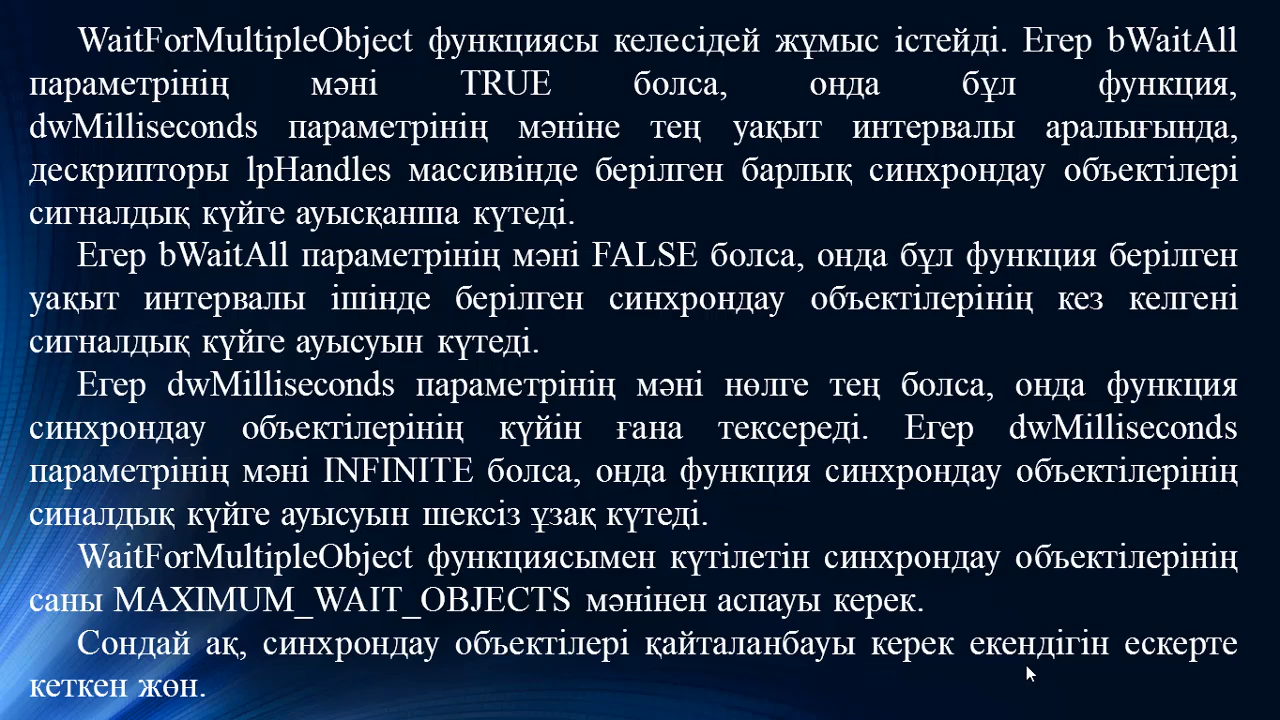 WaitForMultipleObject функциясы келесідей жұмыс істейді. Егер bWaitAll
параметрінің мәні TRUE болса, онда бұл функция,
dwMilliseconds параметрінің мәніне тең уақыт интервалы аралығында,
дескрипторы lpHandles массивінде берілген барлық синхрондау объектілері
сигналдық күйге ауысқанша күтеді.
Егер bWaitAll параметрінің мәні FALSE болса, онда бұл функция берілген
уақыт интервалы ішінде берілген синхрондау объектілерінің кез келгені
сигналдық күйге ауысуын күтеді.
Егер dwMilliseconds параметрінің мәні нөлге тең болса, онда функция
синхрондау объектілерінің күйін ғана тексереді. Егер dwMilliseconds
параметрінің мәні INFINITE болса, онда функция синхрондау объектілерінің
синалдық күйге ауысуын шексіз ұзақ күтеді.
WaitForMultipleObject функциясымен күтілетін синхрондау объектілерінің
саны MAXIMUM_WAIT_OBJECTS мәнінен аспауы керек.
Сондай ақ, синхрондау объектілері қайталанбауы керек екендігін ескерте
кеткен жөн.